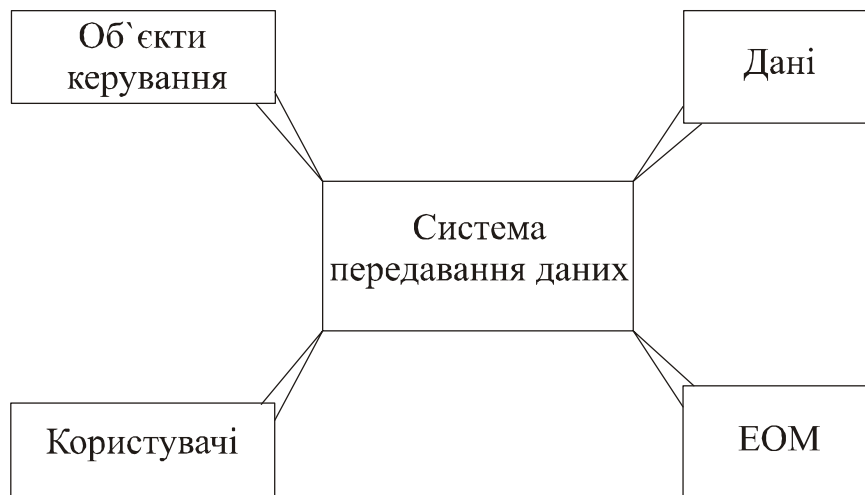 Об`єкти
керування
Дані
Система
передавання даних
Користувачі
ЕОМ